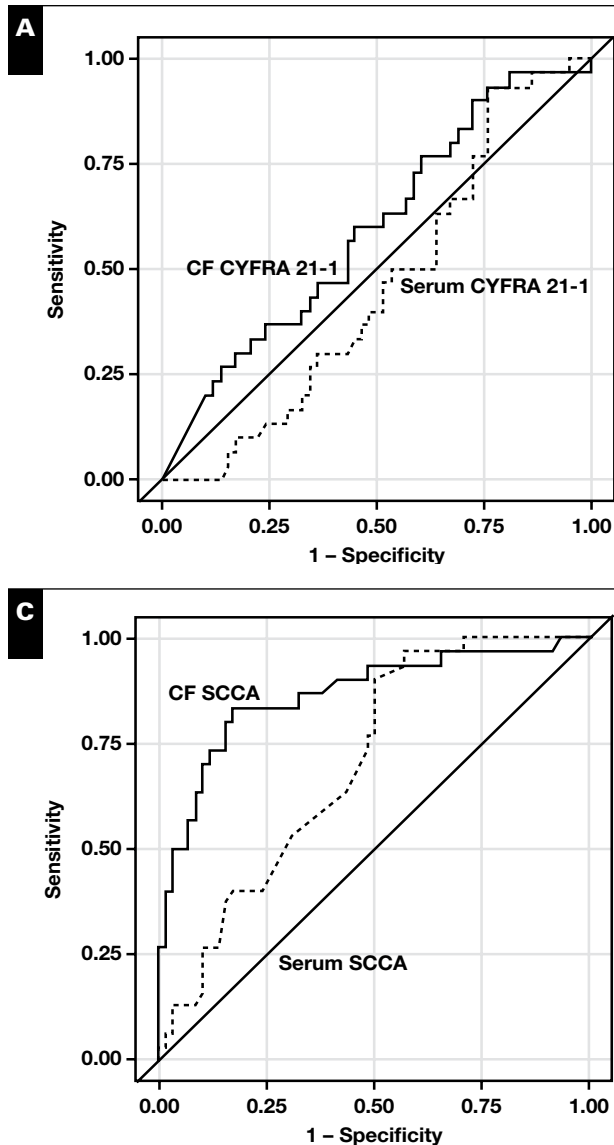 A
1.00
0.75
0.50
0.25
0.00
Sensitivity
CF CYFRA 21-1
Serum CYFRA 21-1
0.00 0.25 0.50 0.75 1.00
1 – Specificity
C
1.00
0.75
0.50
0.25
0.00
Sensitivity
CF SCCA
Serum SCCA
0.00 0.25 0.50 0.75 1.00
1 – Specificity